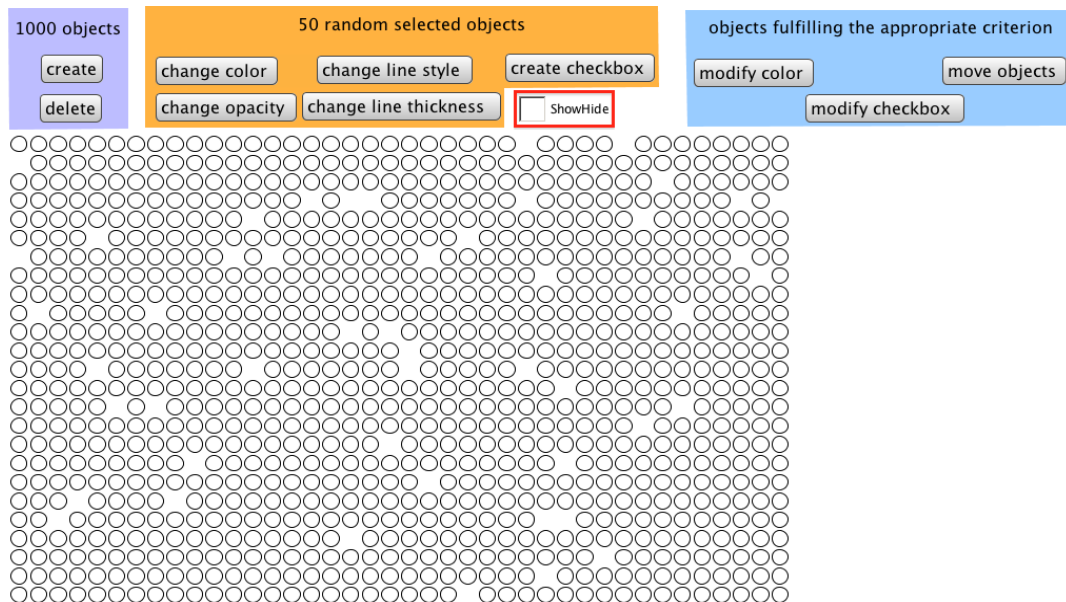 1000 objects
create
delete
50 random selected objects
change color
change line style
create checkbox
change opacity
change line thickness
ShowHide
objects fulfilling the appropriate criterion
modify color
move objects
modify checkbox